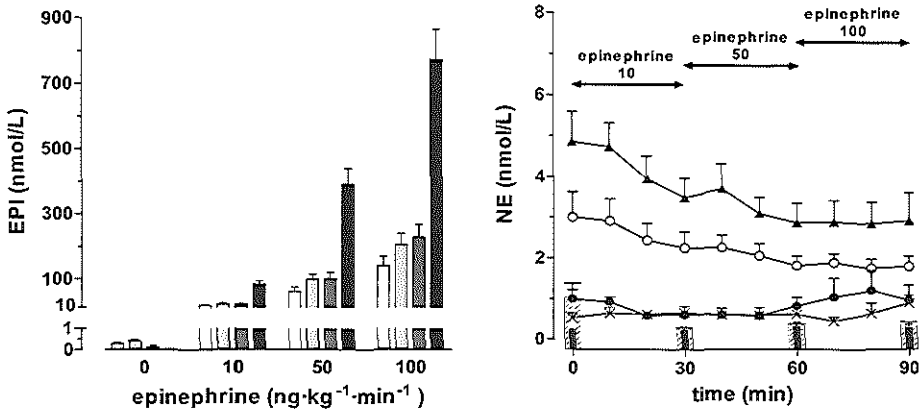 EPI (nmol/L)
900
700
500
300
100
10
1
0
0 10 50 100
epinephrine (ng·kg⁻¹·min⁻¹)
NE (nmol/L)
8
6
4
2
0
epinephrine
10
epinephrine
50
epinephrine
100
0 30 60 90
time (min)